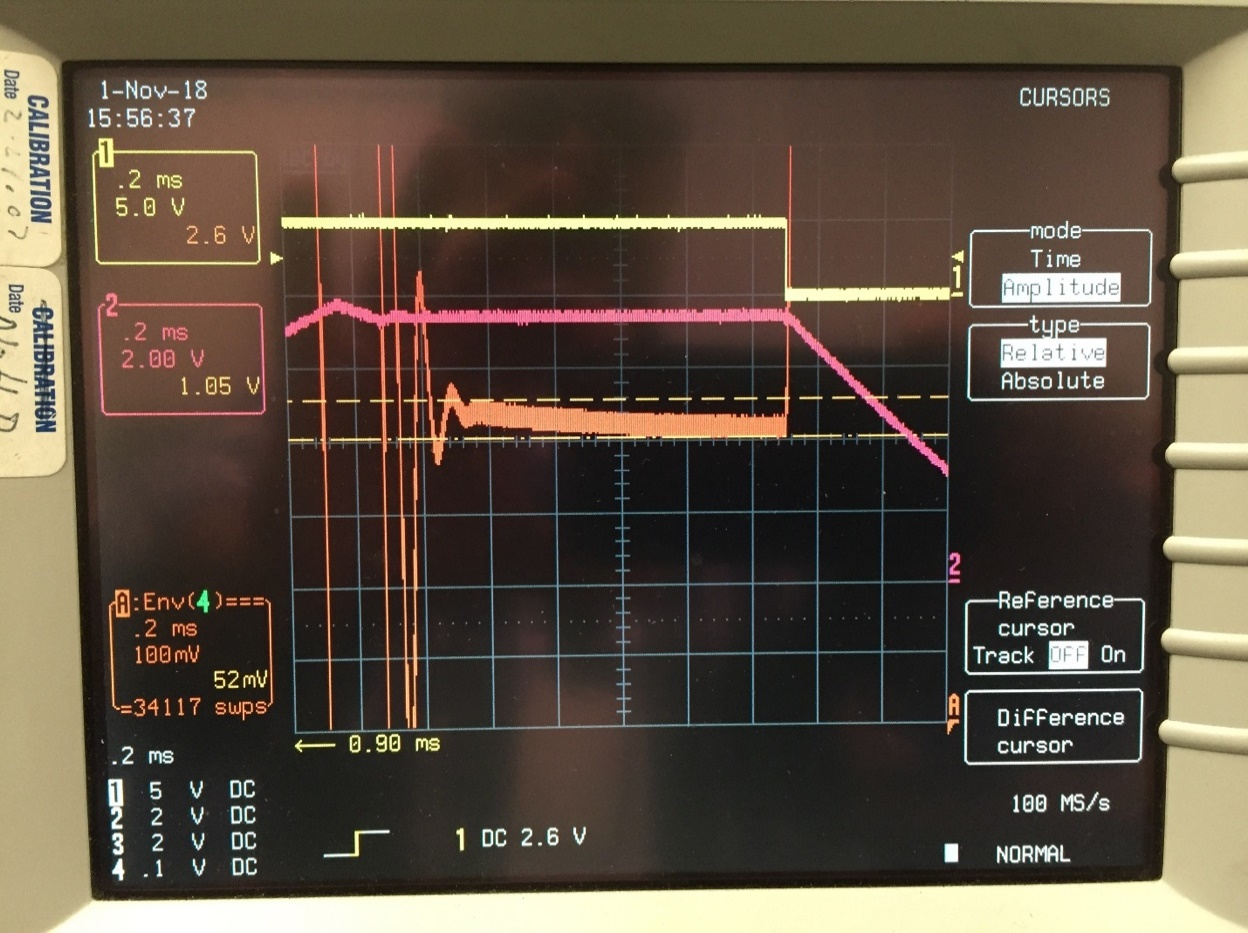 1-Nov-18
15:56:37
CURSORS
CALIBRATION
Date
1
.2 ms
5.0 V
2.6 V
mode
Time
Amplitude
1
CALIBRATION
Date
2
.2 ms
2.00 V
1.05 V
type
Relative
Absolute
2
A:Env(4)===
.2 ms
100mV
52mV
=34117 swps
Reference
cursor
Track OFF On
A
Difference
cursor
← 0.90 ms
.2 ms
1 5 V DC
2 2 V DC
3 2 V DC
4 .1 V DC
1 DC 2.6 V
100 MS/s
NORMAL